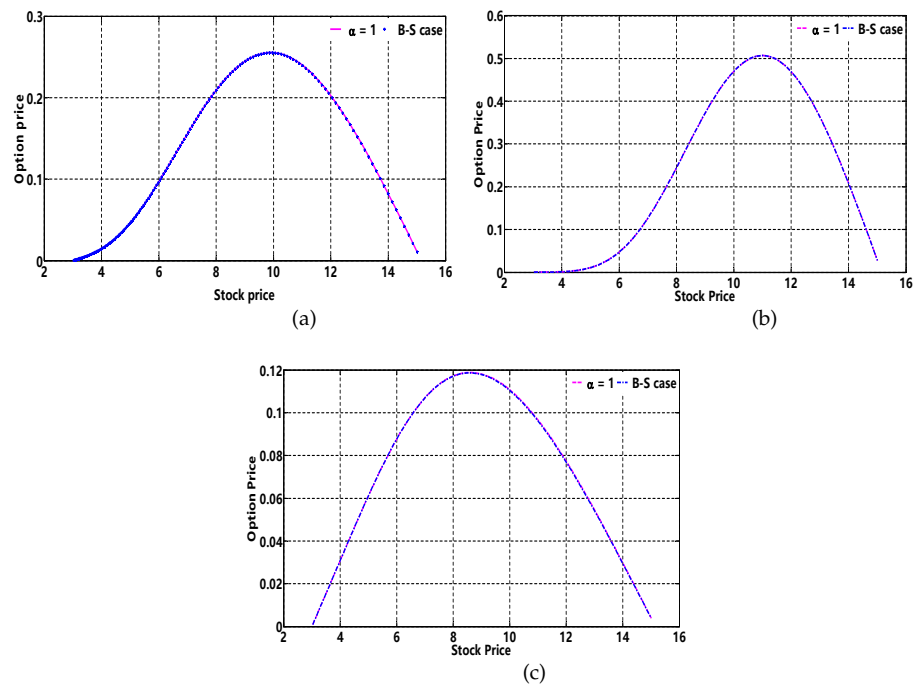 0.3
0.2
0.1
0
Option price
α = 1 B-S case
2 4 6 8 10 12 14 16
Stock price
(a)
0.6
0.5
0.4
0.3
0.2
0.1
0
Option Price
α = 1 B-S case
2 4 6 8 10 12 14 16
Stock Price
(b)
0.12
0.1
0.08
0.06
0.04
0.02
0
Option Price
α = 1 B-S case
2 4 6 8 10 12 14 16
Stock Price
(c)